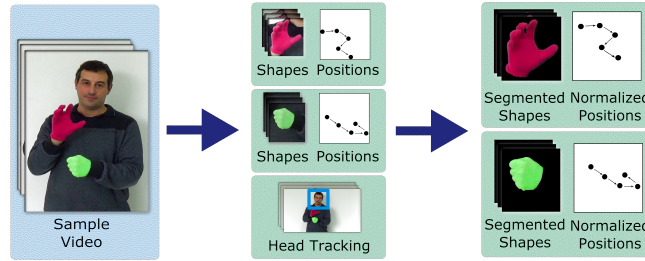 Sample
Video
Shapes Positions
Shapes Positions
Head Tracking
Segmented
Shapes
Normalized
Positions
Segmented
Shapes
Normalized
Positions